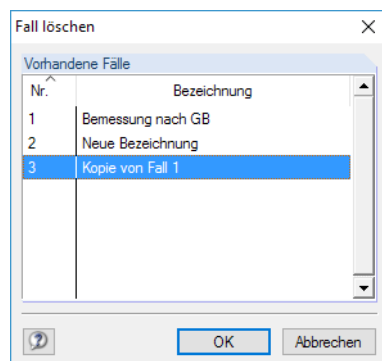 Fall löschen
Vorhandene Fälle
Nr. Bezeichnung
1 Bemessung nach GB
2 Neue Bezeichnung
3 Kopie von Fall 1
OK Abbrechen